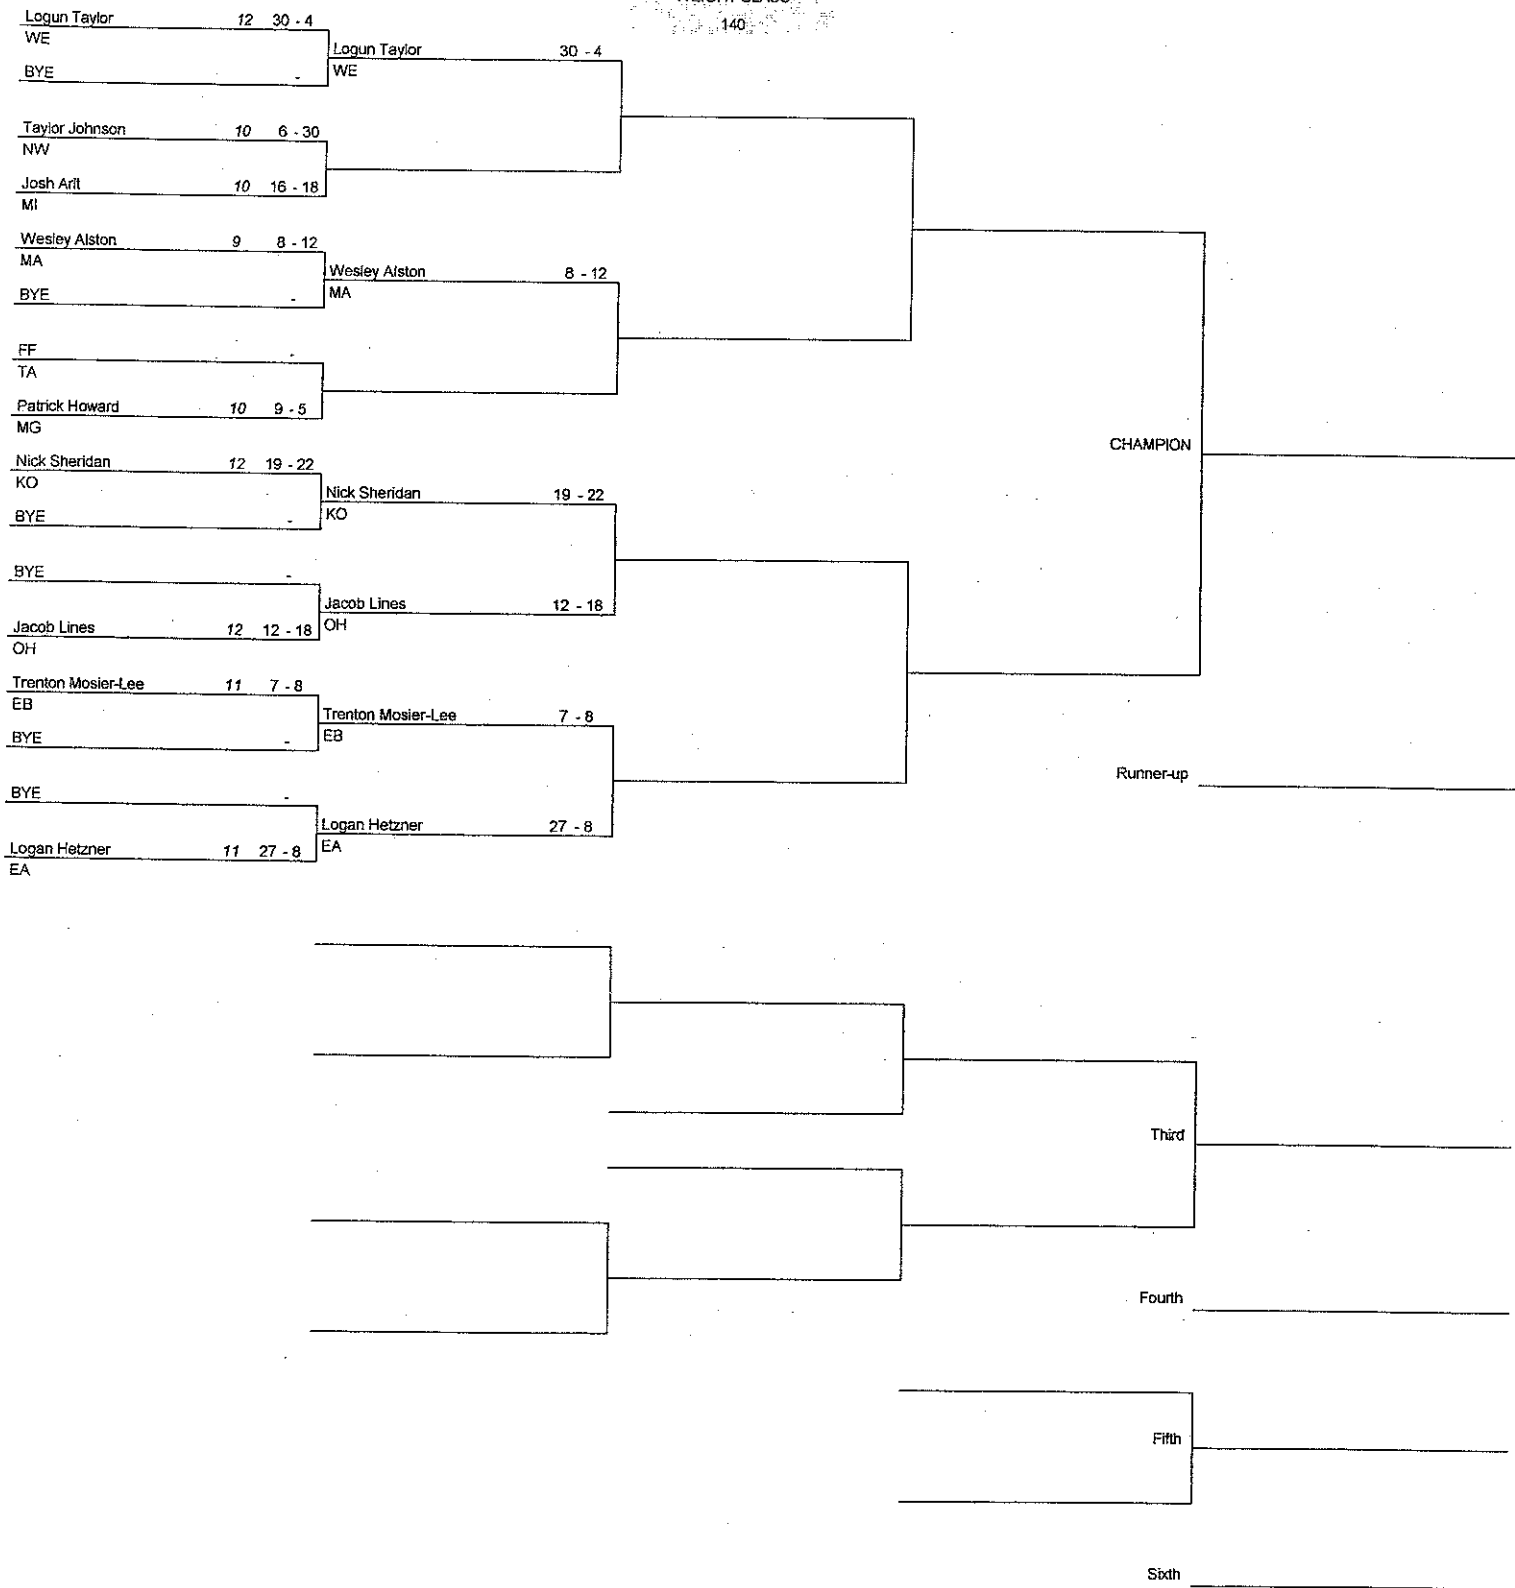 140
Logun Taylor 12 30 - 4
WE
BYE -
Logun Taylor 30 - 4
WE
Taylor Johnson 10 6 - 30
NW
Josh Arit 10 16 - 18
MI
Wesley Alston 9 8 - 12
MA
BYE -
Wesley Alston 8 - 12
MA
FF -
TA
Patrick Howard 10 9 - 5
MG
Nick Sheridan 12 19 - 22
KO
BYE -
Nick Sheridan 19 - 22
KO
BYE -
Jacob Lines 12 12 - 18
OH
Jacob Lines 12 - 18
OH
Trenton Mosier-Lee 11 7 - 8
EB
BYE -
Trenton Mosier-Lee 7 - 8
EB
BYE -
Logan Hetzner 11 27 - 8
EA
Logan Hetzner 27 - 8
EA
CHAMPION
Runner-up
Third
Fourth
Fifth
Sixth